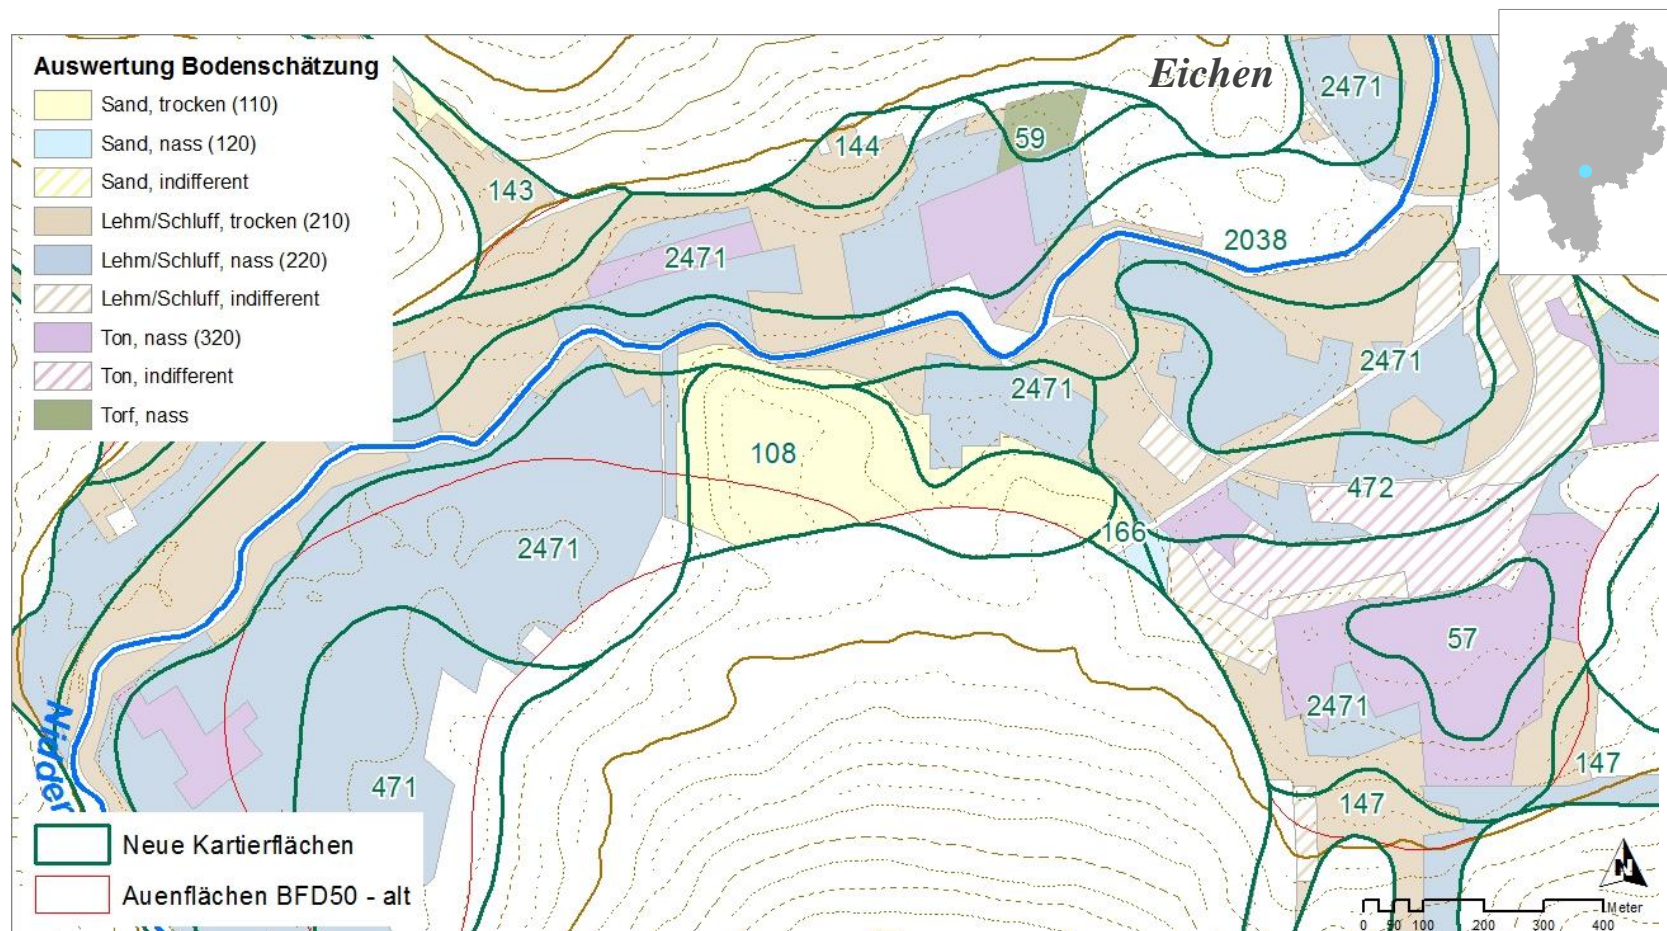 Auswertung Bodenschätzung
Sand, trocken (110)
Sand, nass (120)
Sand, indifferent
Lehm/Schluff, trocken (210)
Lehm/Schluff, nass (220)
Lehm/Schluff, indifferent
Ton, nass (320)
Ton, indifferent
Torf, nass
Eichen
2471
59
144
143
2038
2471
2471
2471
108
472
166
2471
57
2471
147
147
471
Nidder
Neue Kartierflächen
Auenflächen BFD50 - alt
N
Meter
0 50 100 200 300 400